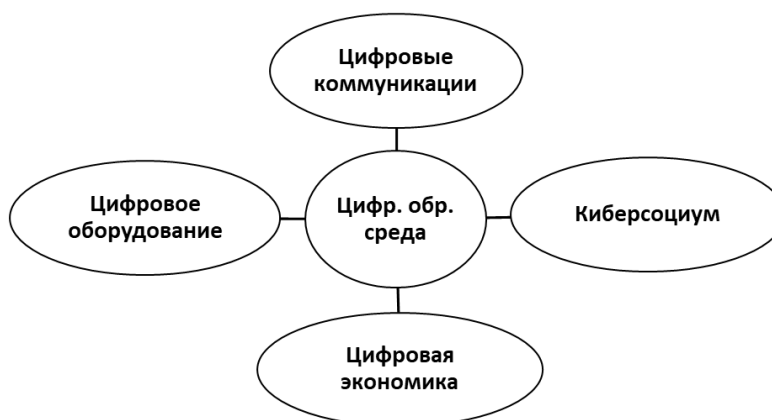 Цифровые
коммуникации
Цифровое
оборудование
Цифр. обр.
среда
Киберсоциум
Цифровая
экономика